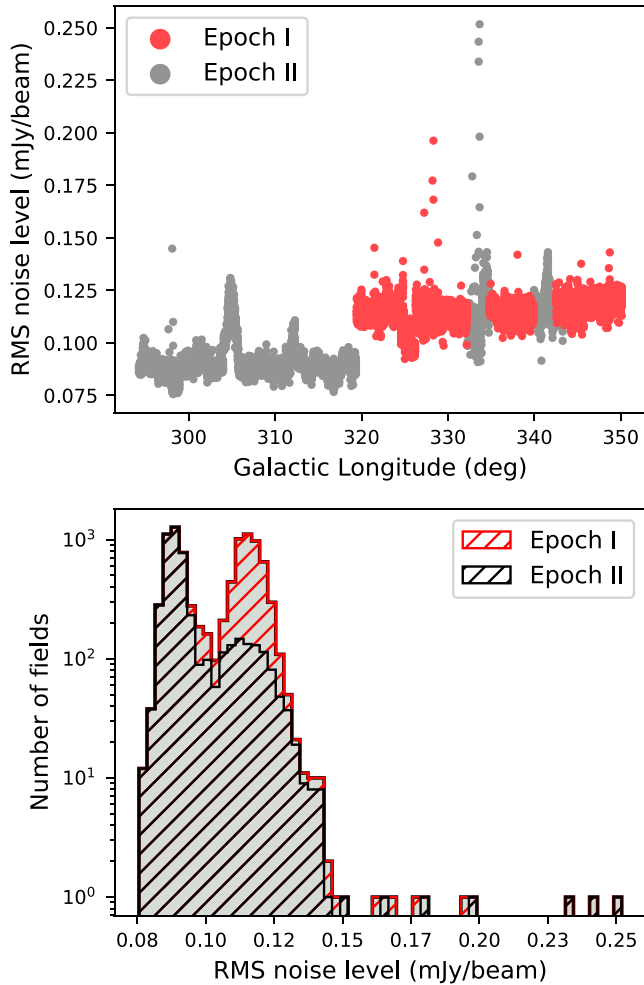 Epoch I
Epoch II
0.250
0.225
0.200
0.175
0.150
0.125
0.100
0.075
RMS noise level (mJy/beam)
300 310 320 330 340 350
Galactic Longitude (deg)
Epoch I
Epoch II
10³
10²
10¹
10⁰
Number of fields
0.08 0.10 0.12 0.15 0.17 0.20 0.23 0.25
RMS noise level (mJy/beam)